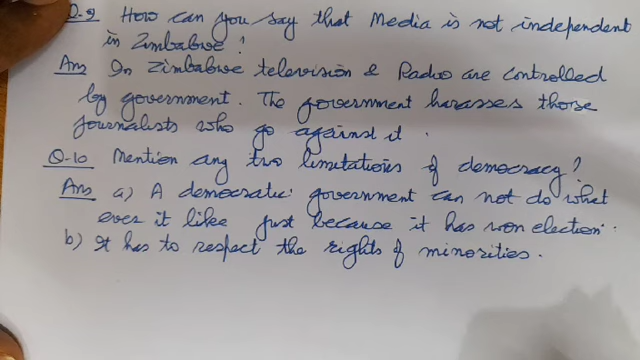 Q-9 How can you say that Media is not independent
in Zimbabwe?
Ans In Zimbabwe television & Radio are controlled
by government. The government harasses those
journalists who go against it.
Q-10 Mention any two limitations of democracy?
Ans a) A democratic government can not do what
ever it like just because it has won election.
b) It has to respect the rights of minorities.